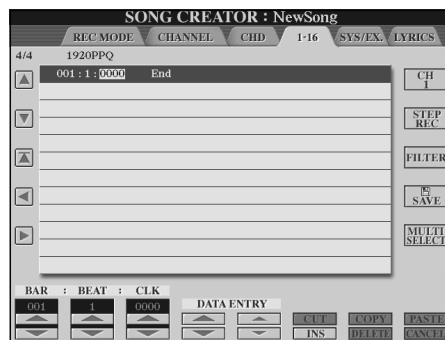 SONG CREATOR : NewSong
REC MODE CHANNEL CHD 1-16 SYS/EX. LYRICS
4/4 1920PPQ
001 : 1 : 0000 End
CH
1
STEP
REC
FILTER
SAVE
MULTI
SELECT
BAR : BEAT : CLK
001 1 0000 DATA ENTRY
CUT COPY PASTE
INS DELETE CANCEL